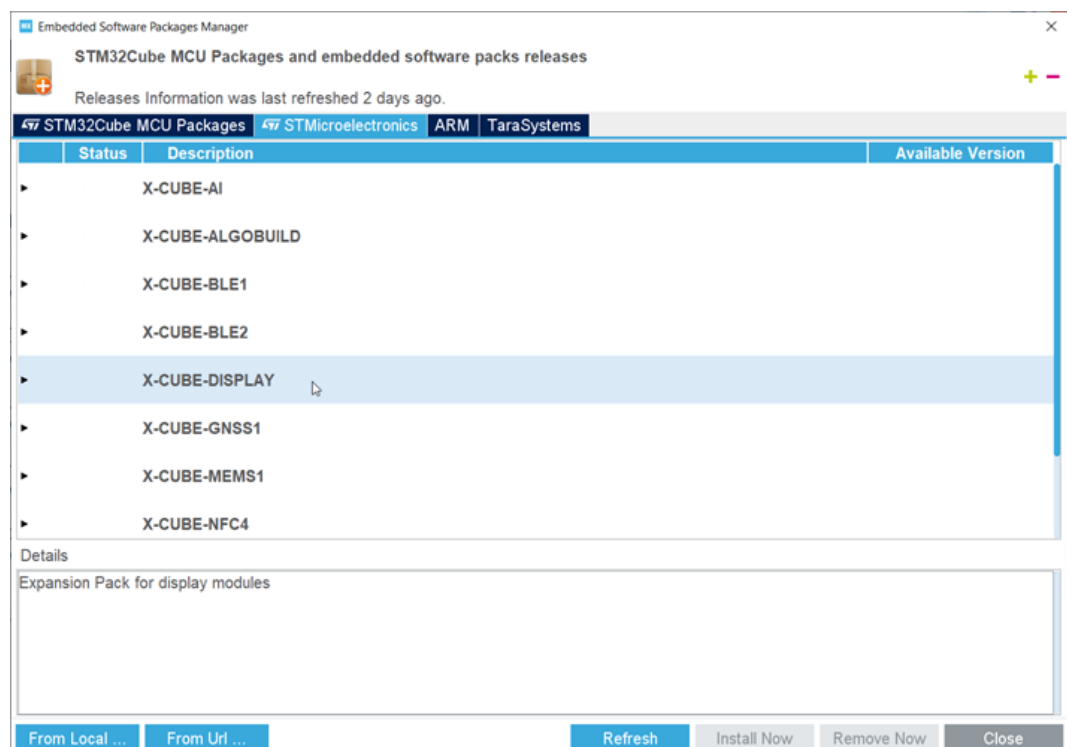 MX Embedded Software Packages Manager
STM32Cube MCU Packages and embedded software packs releases
Releases Information was last refreshed 2 days ago.
STM32Cube MCU Packages STMicroelectronics ARM TaraSystems
Status Description Available Version
X-CUBE-AI
X-CUBE-ALGOBUILD
X-CUBE-BLE1
X-CUBE-BLE2
X-CUBE-DISPLAY
X-CUBE-GNSS1
X-CUBE-MEMS1
X-CUBE-NFC4
Details
Expansion Pack for display modules
From Local ... From Url ... Refresh Install Now Remove Now Close